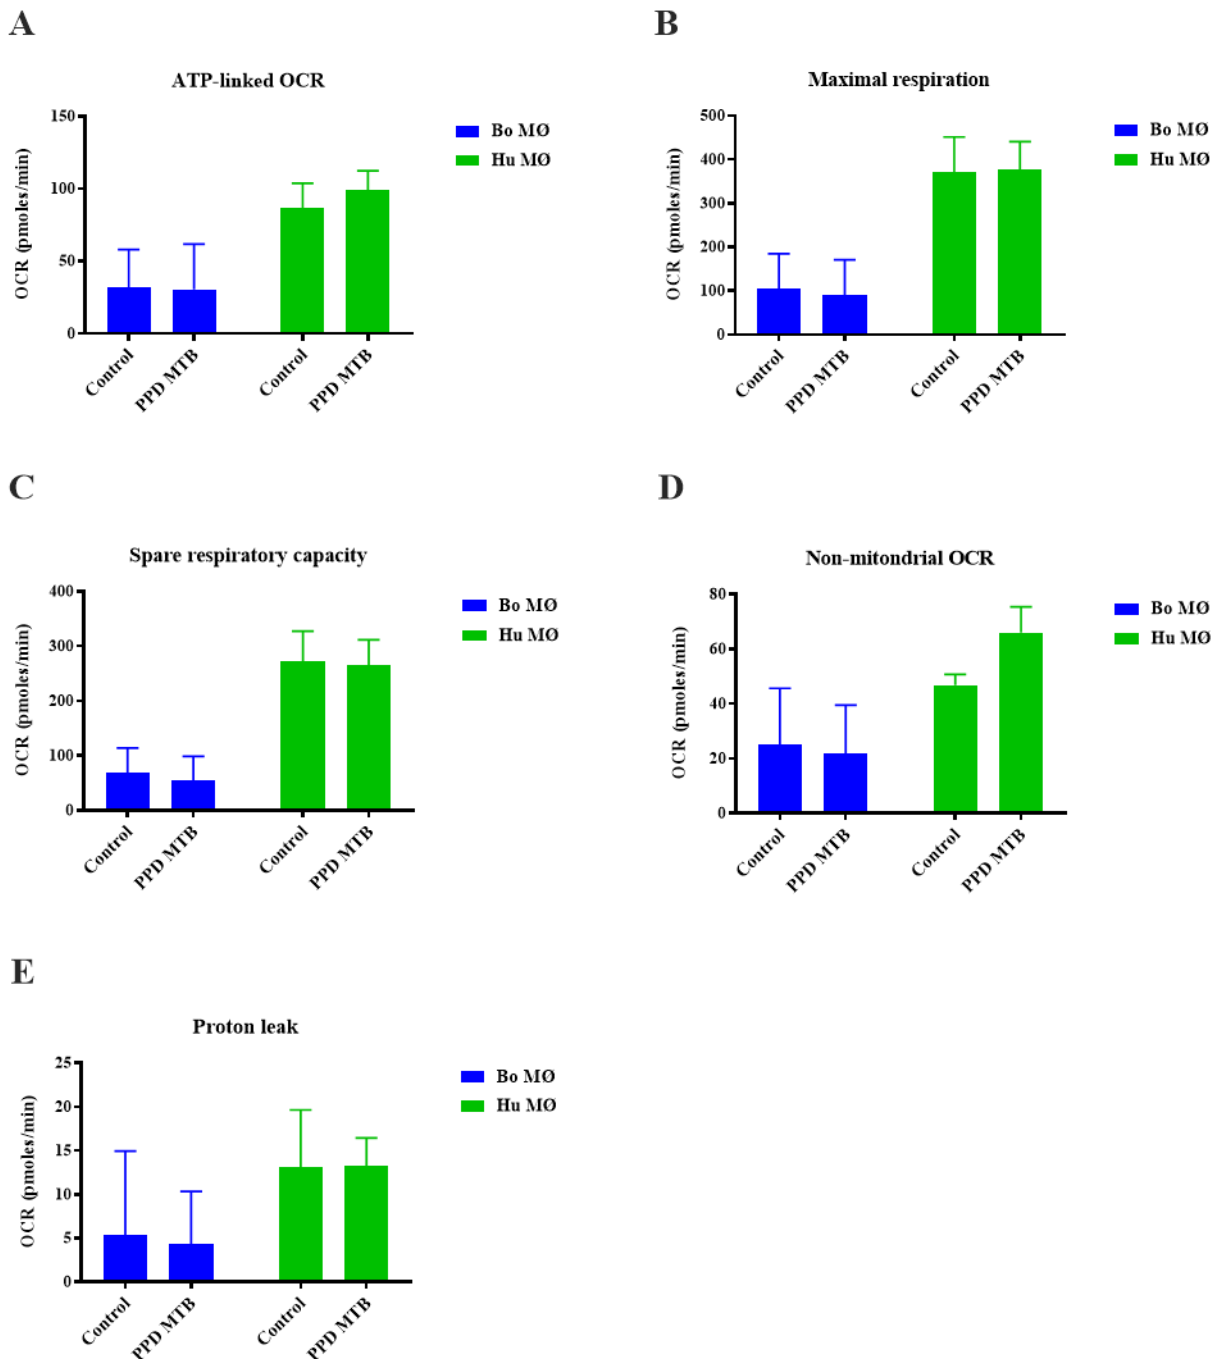 A
ATP-linked OCR
OCR (pmoles/min)
150
100
50
0
Control
PPD MTB
Control
PPD MTB
Bo MØ
Hu MØ
B
Maximal respiration
OCR (pmoles/min)
500
400
300
200
100
0
Control
PPD MTB
Control
PPD MTB
Bo MØ
Hu MØ
C
Spare respiratory capacity
OCR (pmoles/min)
400
300
200
100
0
Control
PPD MTB
Control
PPD MTB
Bo MØ
Hu MØ
D
Non-mitondrial OCR
OCR (pmoles/min)
80
60
40
20
0
Control
PPD MTB
Control
PPD MTB
Bo MØ
Hu MØ
E
Proton leak
OCR (pmoles/min)
25
20
15
10
5
0
Control
PPD MTB
Control
PPD MTB
Bo MØ
Hu MØ